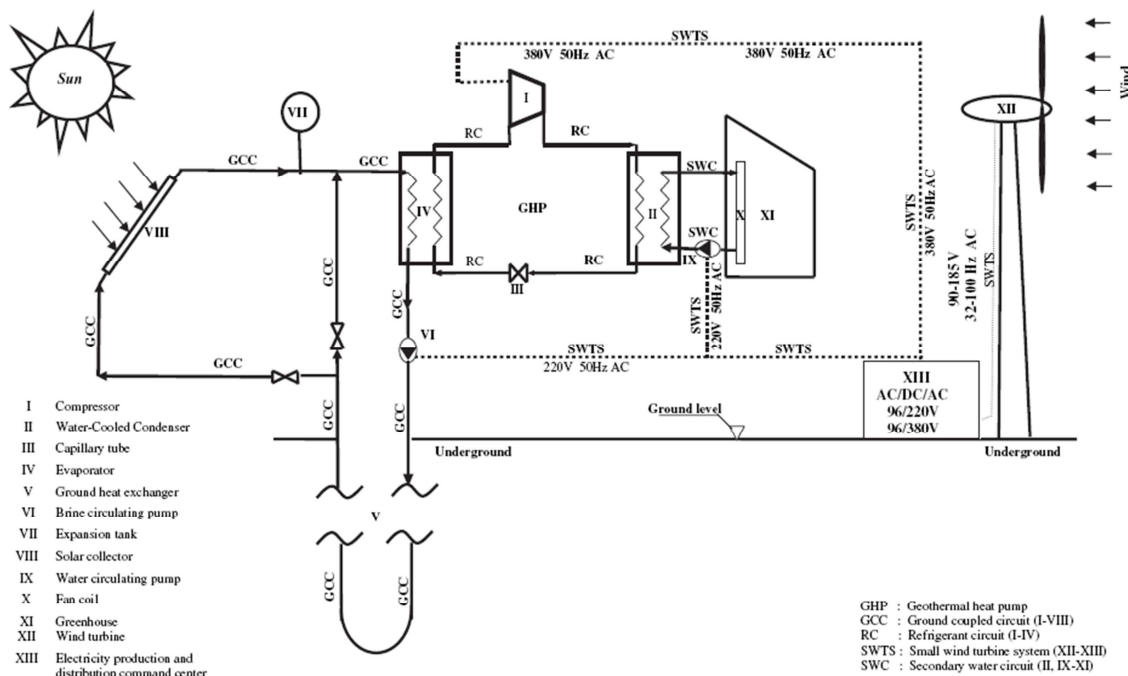 SWTS
380V 50Hz AC
380V 50Hz AC
Sun
VII
I
XII
Wind
GCC
GCC
RC
RC
SWC
VIII
IV
GHP
II
X
XI
SWC
IX
RC
III
RC
GCC
GCC
GCC
VI
SWTS
220V 50Hz AC
SWTS
380V 50Hz AC
90-185 V
32-100 Hz AC
SWTS
SWTS
SWTS
220V 50Hz AC
GCC
XIII
AC/DC/AC
96/220V
96/380V
GCC
GCC
Ground level
Underground
Underground
V
GCC
GCC
I Compressor
II Water-Cooled Condenser
III Capillary tube
IV Evaporator
V Ground heat exchanger
VI Brine circulating pump
VII Expansion tank
VIII Solar collector
IX Water circulating pump
X Fan coil
XI Greenhouse
XII Wind turbine
XIII Electricity production and
distribution command center
GHP : Geothermal heat pump
GCC : Ground coupled circuit (I-VIII)
RC : Refrigerant circuit (I-IV)
SWTS : Small wind turbine system (XII-XIII)
SWC : Secondary water circuit (II, IX-XI)